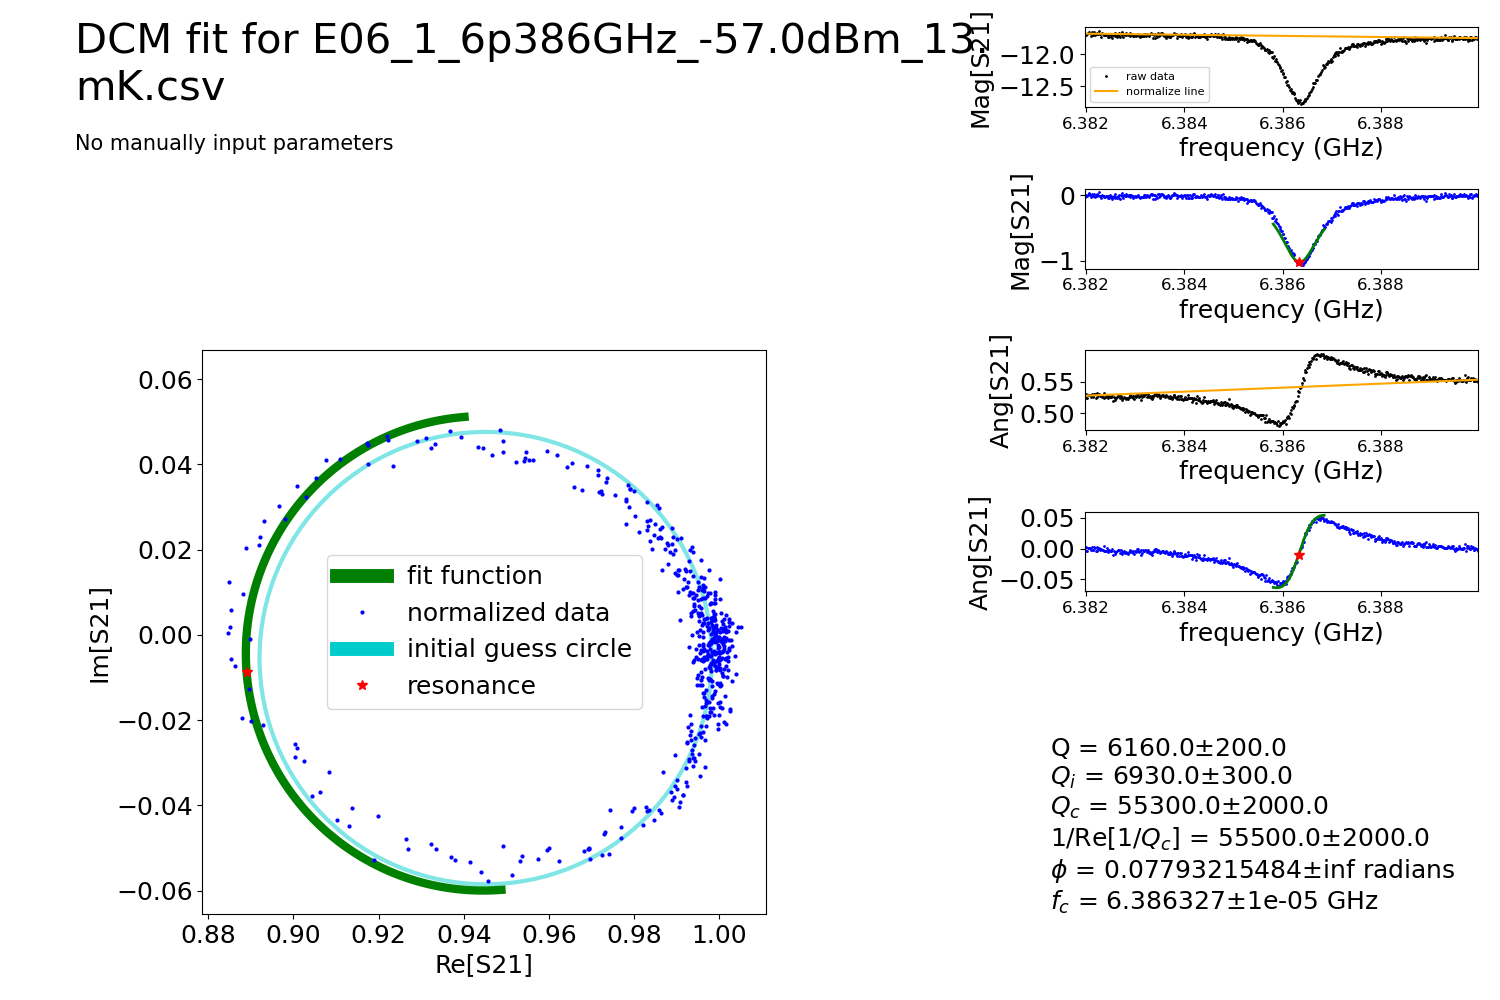 DCM fit for E06_1_6p386GHz_-57.0dBm_13
mK.csv
No manually input parameters
Mag[S21]
−12.0
−12.5
raw data
normalize line
6.382 6.384 6.386 6.388
frequency (GHz)
Mag[S21]
0
−1
6.382 6.384 6.386 6.388
frequency (GHz)
Ang[S21]
0.55
0.50
6.382 6.384 6.386 6.388
frequency (GHz)
Ang[S21]
0.05
0.00
−0.05
6.382 6.384 6.386 6.388
frequency (GHz)
Im[S21]
0.06
0.04
0.02
0.00
−0.02
−0.04
−0.06
fit function
normalized data
initial guess circle
resonance
0.88 0.90 0.92 0.94 0.96 0.98 1.00
Re[S21]
Q = 6160.0±200.0
Qi = 6930.0±300.0
Qc = 55300.0±2000.0
1/Re[1/Qc] = 55500.0±2000.0
ϕ = 0.07793215484±inf radians
fc = 6.386327±1e-05 GHz